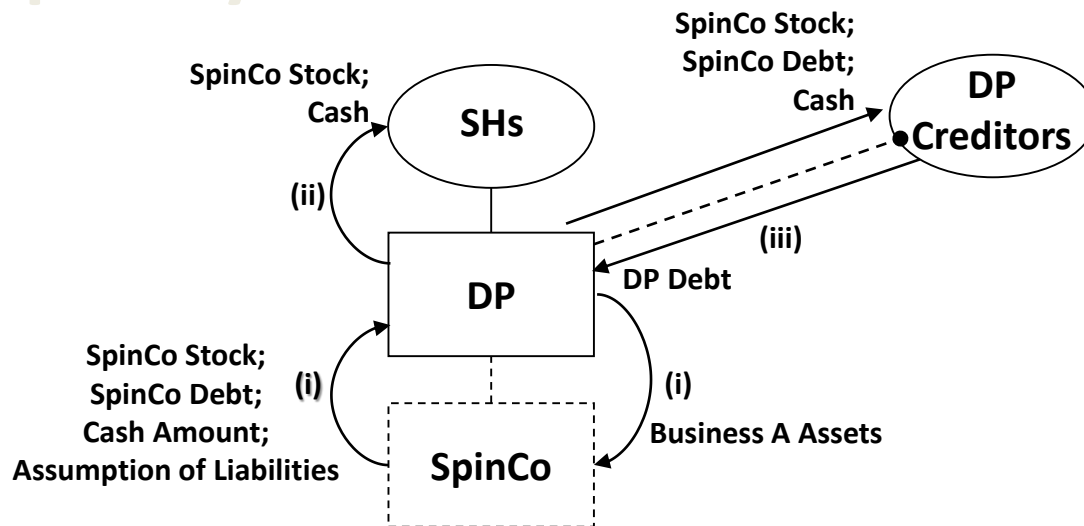 SpinCo Stock;
SpinCo Debt;
Cash
DP
Creditors
SpinCo Stock;
Cash
SHs
(ii)
(iii)
DP Debt
DP
SpinCo Stock;
SpinCo Debt;
Cash Amount;
Assumption of Liabilities
(i)
(i)
Business A Assets
SpinCo